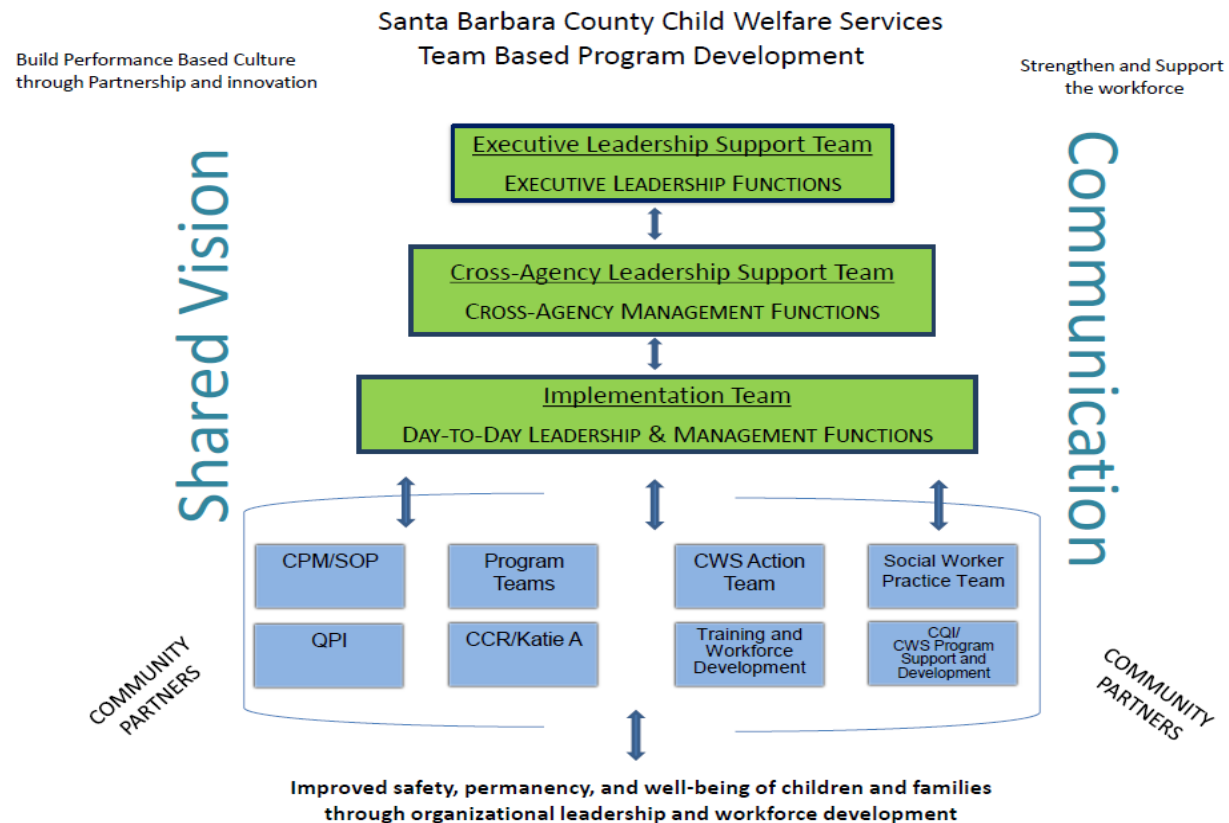 Santa Barbara County Child Welfare Services
Team Based Program Development
Build Performance Based Culture
through Partnership and innovation
Strengthen and Support
the workforce
Shared Vision
Communication
Executive Leadership Support Team
EXECUTIVE LEADERSHIP FUNCTIONS
Cross-Agency Leadership Support Team
CROSS-AGENCY MANAGEMENT FUNCTIONS
Implementation Team
DAY-TO-DAY LEADERSHIP & MANAGEMENT FUNCTIONS
CPM/SOP
Program
Teams
CWS Action
Team
Social Worker
Practice Team
QPI
CCR/Katie A
Training and
Workforce
Development
CQI/
CWS Program
Support and
Development
COMMUNITY
PARTNERS
COMMUNITY
PARTNERS
Improved safety, permanency, and well-being of children and families
through organizational leadership and workforce development